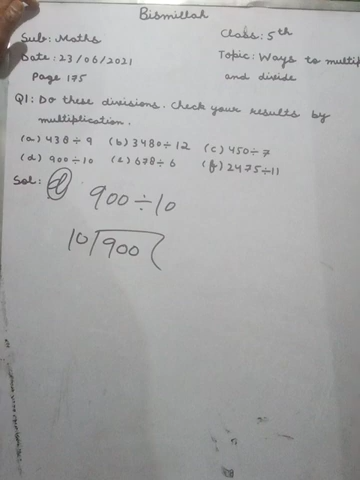 Bismillah
Sub: Maths Class: 5th
Date: 23/06/2021 Topic: Ways to multip
Page 175 and divide
Q1: Do these divisions. Check your results by
multiplication.
(a) 438 ÷ 9 (b) 3480 ÷ 12 (c) 450 ÷ 7
(d) 900 ÷ 10 (e) 678 ÷ 6 (f) 2475 ÷ 11
Sol: (d) 900 ÷ 10
10)900(